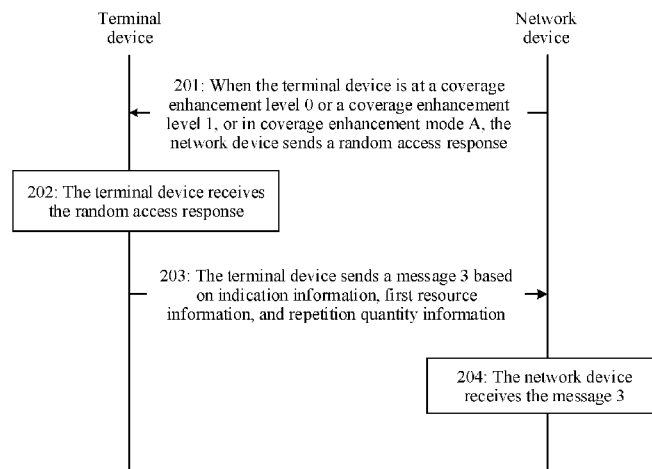 Terminal
device
Network
device
201: When the terminal device is at a coverage
enhancement level 0 or a coverage enhancement
level 1, or in coverage enhancement mode A, the
network device sends a random access response
202: The terminal device receives
the random access response
203: The terminal device sends a message 3 based
on indication information, first resource
information, and repetition quantity information
204: The network device
receives the message 3